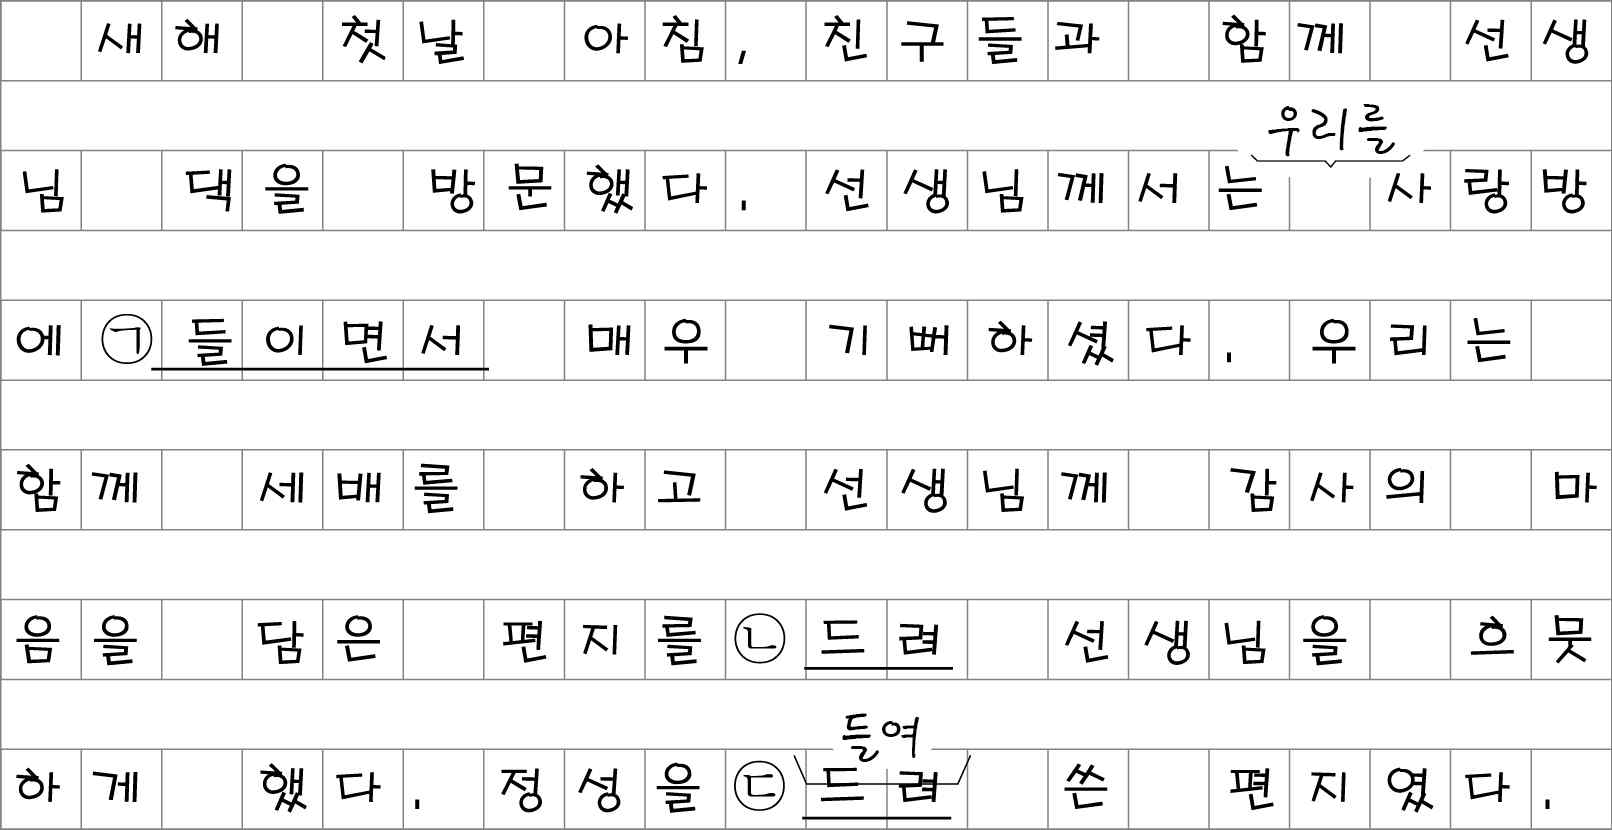 새해 첫날 아침, 친구들과 함께 선생
우리를
님 댁을 방문했다. 선생님께서는 사랑방
에 ㉠들이면서 매우 기뻐하셨다. 우리는
함께 세배를 하고 선생님께 감사의 마
음을 담은 편지를 ㉡드려 선생님을 흐뭇
들여
하게 했다. 정성을 ㉢드려 쓴 편지였다.